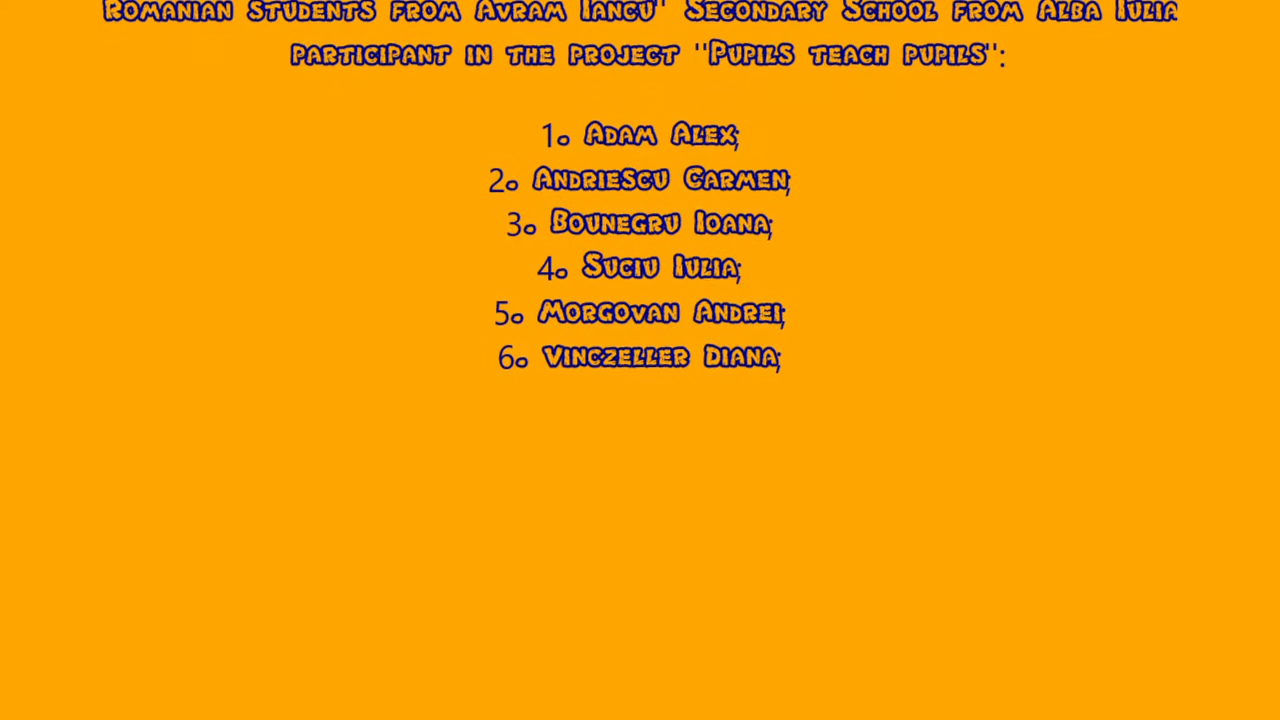 Romanian students from Avram Iancu" Secondary School from Alba Iulia
participant in the project "Pupils teach pupils":
1. Adam Alex;
2. Andriescu Carmen;
3. Bounegru Ioana;
4. Suciu Iulia;
5. Morgovan Andrei;
6. Vinczeller Diana;